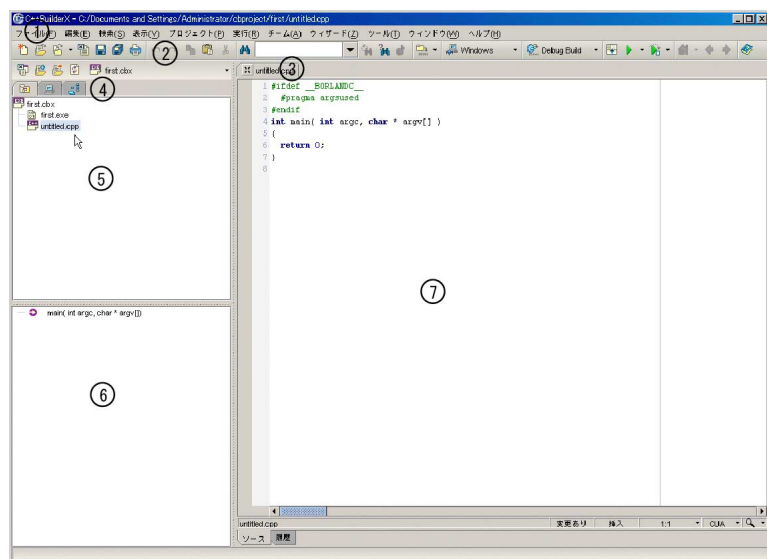 C++BuilderX - C:/Documents and Settings/Administrator/cbproject/first/untitled.cpp
ファイル(F) 編集(E) 検索(S) 表示(V) プロジェクト(P) 実行(R) チーム(A) ウィザード(Z) ツール(T) ウィンドウ(W) ヘルプ(H)
①
②
Windows
Debug Build
first.cbx
untitled.cpp
③
④
first.cbx
first.exe
untitled.cpp
⑤
1 #ifdef __BORLANDC__
2 #pragma argsused
3 #endif
4 int main( int argc, char * argv[] )
5 {
6 return 0;
7 }
8
⑦
main( int argc, char * argv[])
⑥
untitled.cpp 変更あり 挿入 1:1 CUA
ソース 履歴